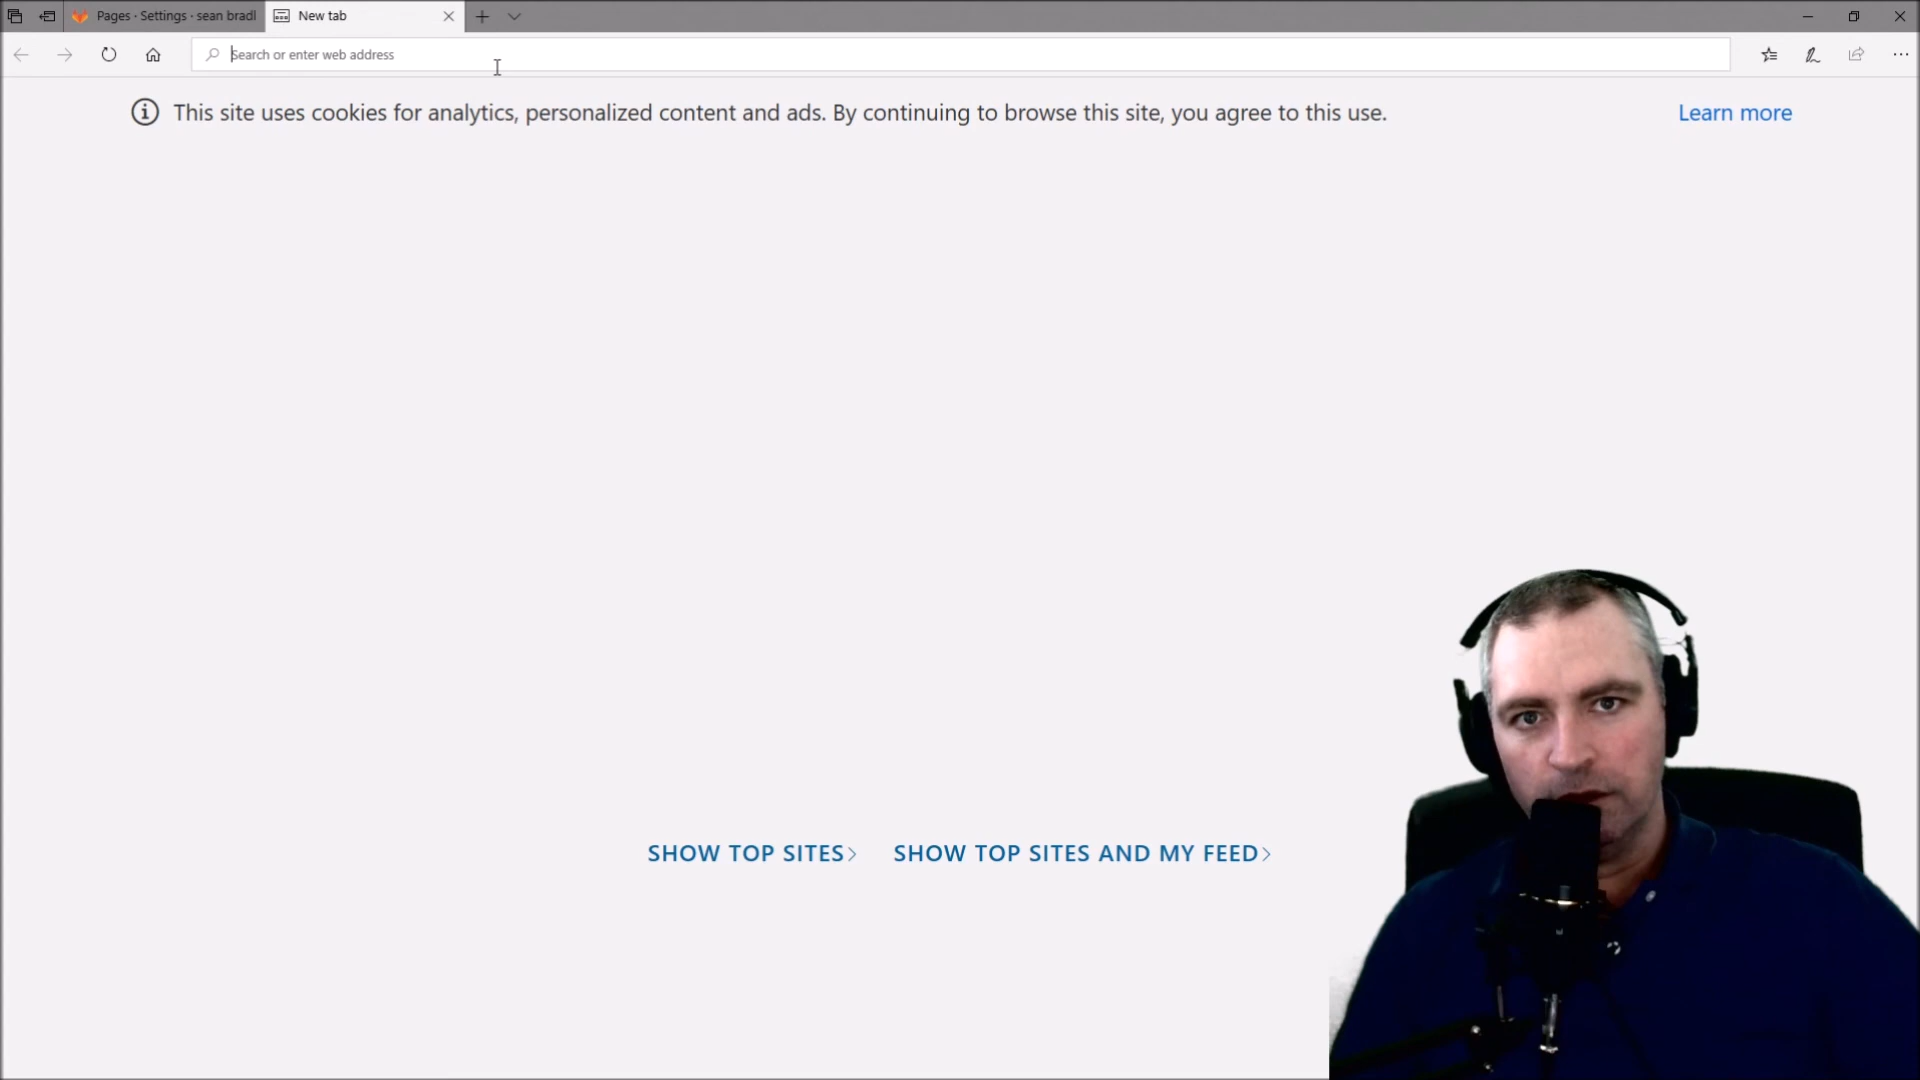 Pages · Settings · sean bradl
New tab
Search or enter web address
This site uses cookies for analytics, personalized content and ads. By continuing to browse this site, you agree to this use.
Learn more
SHOW TOP SITES
SHOW TOP SITES AND MY FEED